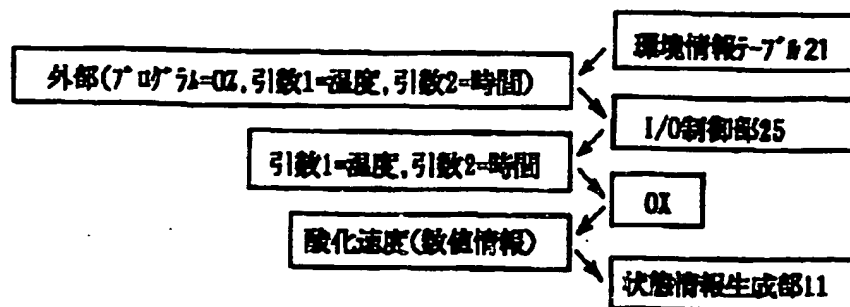 環境情報テーブル21
外部(プログラム=OX,引数1=温度,引数2=時間)
I/O制御部25
引数1=温度,引数2=時間
OX
酸化速度(数値情報)
状態情報生成部11